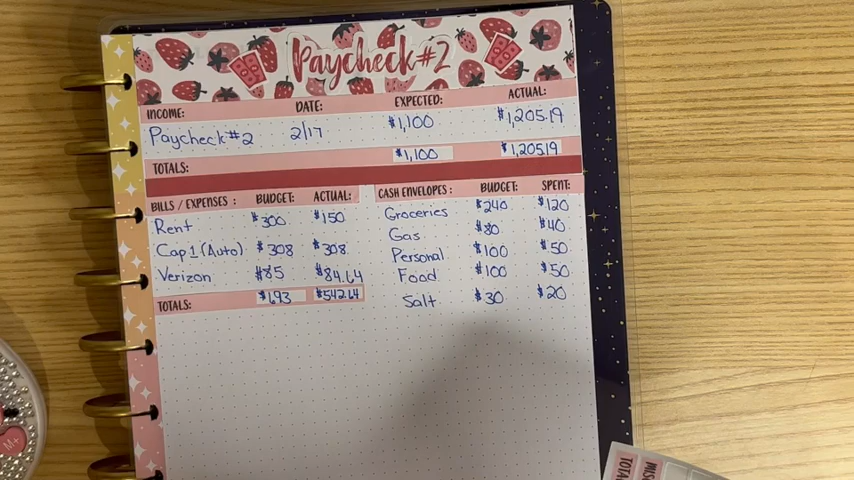 Paycheck#2
INCOME: DATE: EXPECTED: ACTUAL:
Paycheck#2 2/17 $1,100 $1,205.19
TOTALS: $1,100 $1,205.19
BILLS / EXPENSES : BUDGET: ACTUAL:
Rent $300 $150
Cap 1 (Auto) $308 $308
Verizon $85 $84.64
TOTALS: $693 $542.64
CASH ENVELOPES : BUDGET: SPENT:
Groceries $240 $120
Gas $80 $40
Personal $100 $50
Food $100 $50
Salt $30 $20
M+